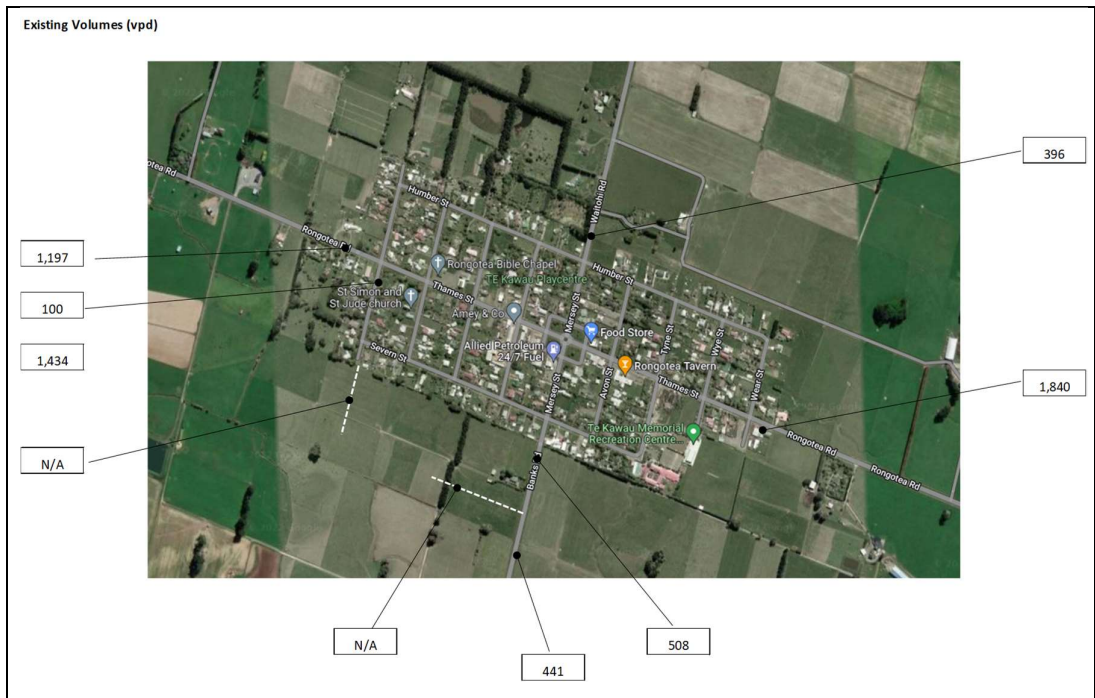 Existing Volumes (vpd)
396
Waitohi Rd
otea Rd
Humber St
Rongotea Rd
1,197
Rongotea Bible Chapel
TE Kawau Playcentre
Humber St
St Simon and
St Jude church
Thames St
Mersey St
100
Amey & Co
Food Store
Tyne St
Wye St
Allied Petroleum
24/7 Fuel
1,434
Severn St
Rongotea Tavern
Avon St
Thames St
Wear St
1,840
Mersey St
Te Kawau Memorial
Recreation Centre...
Rongotea Rd
Rongotea Rd
N/A
Banks
N/A
508
441